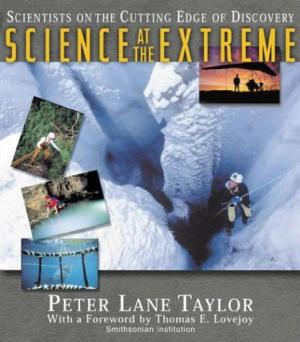 SCIENTISTS ON THE CUTTING EDGE OF DISCOVERY
SCIENCE AT THE EXTREME
PETER LANE TAYLOR
With a Foreword by Thomas E. Lovejoy
Smithsonian Institution